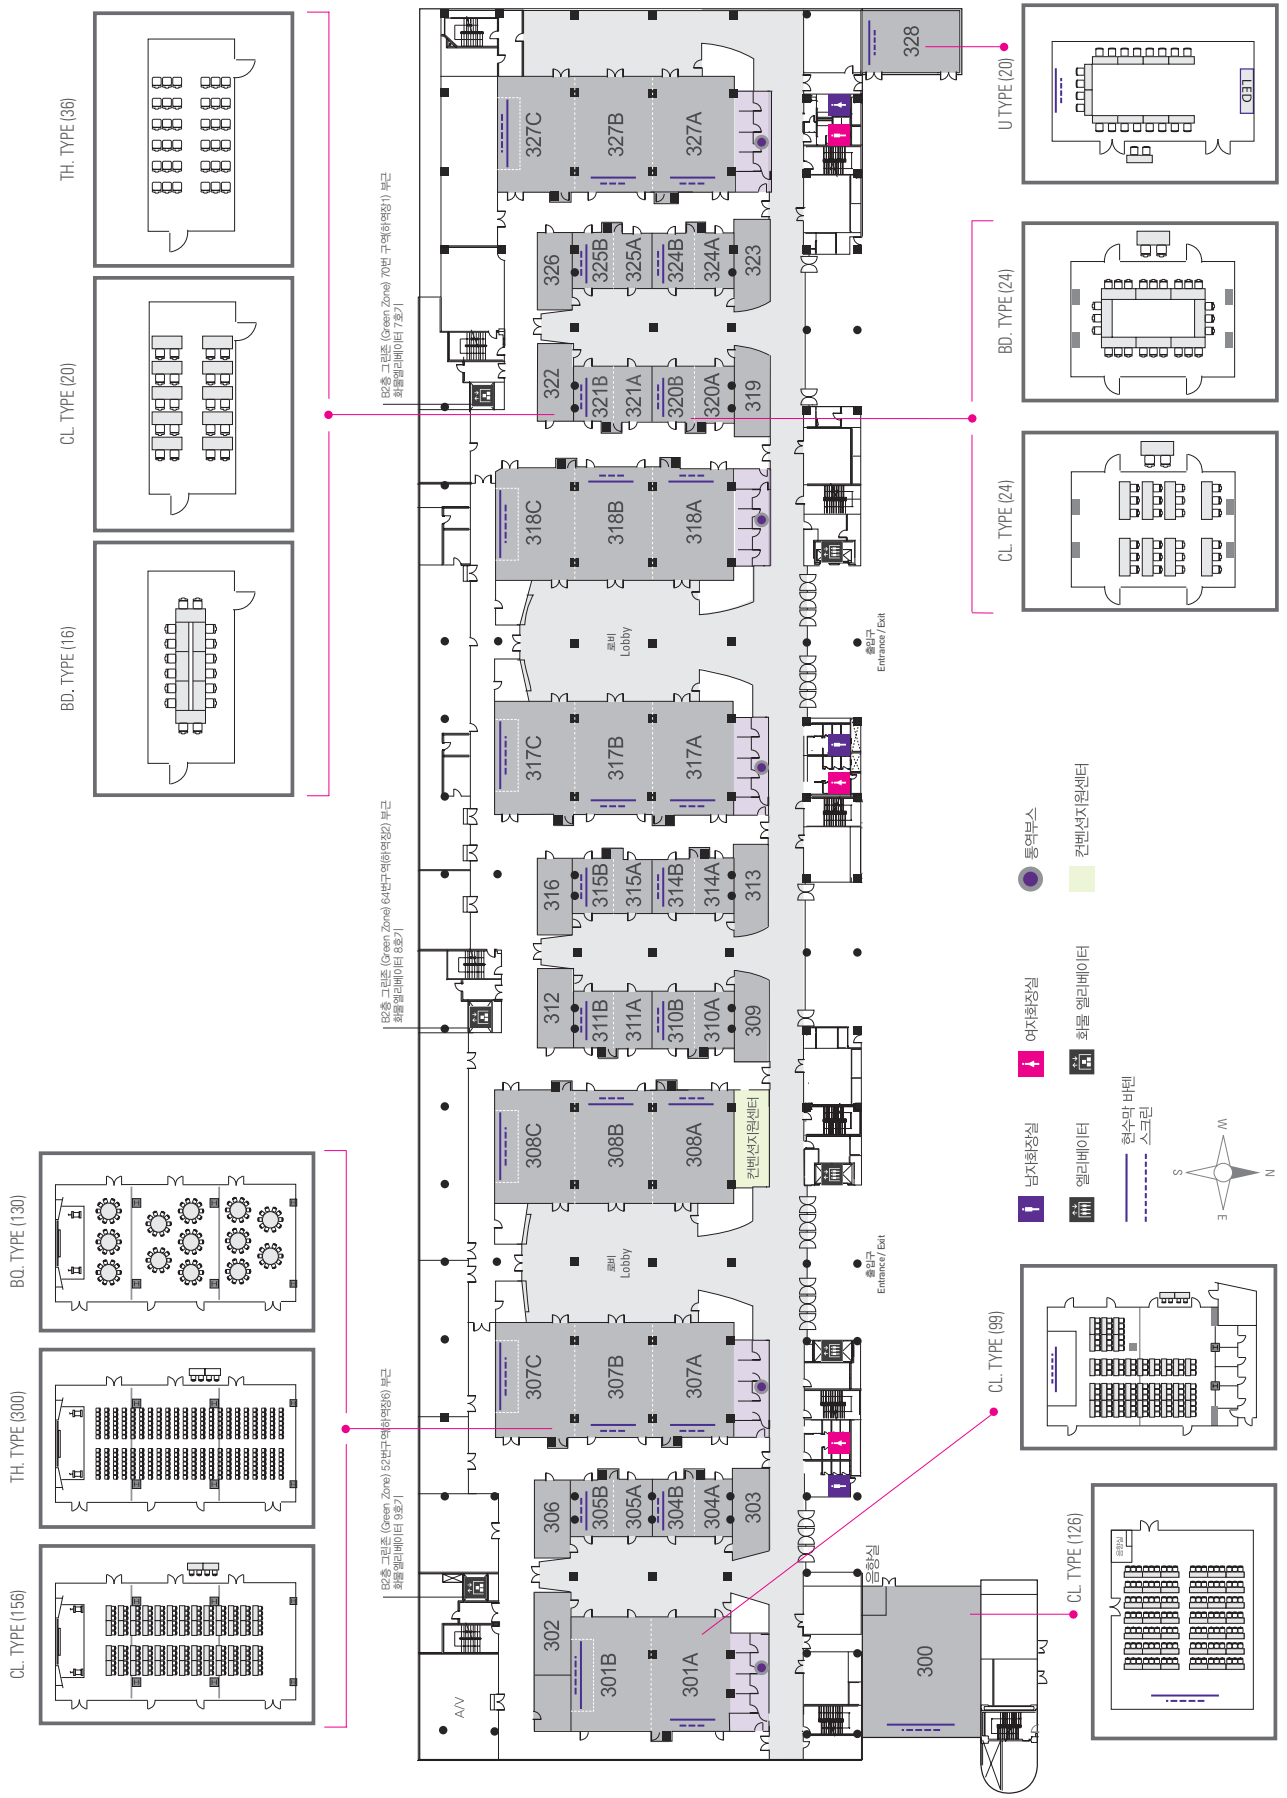 TH. TYPE (36)
CL. TYPE (20)
BD. TYPE (16)
BQ. TYPE (130)
TH. TYPE (300)
CL. TYPE (156)
B2층 그린존 (Green Zone) 70번 구역(하역장1) 부근
화물엘리베이터 7호기
B2층 그린존 (Green Zone) 64번구역(하역장2) 부근
화물엘리베이터 8호기
B2층 그린존 (Green Zone) 52번구역(하역장6) 부근
화물엘리베이터 9호기
A/V
328
327C
327B
327A
326
325B
325A
324B
324A
323
322
321B
321A
320B
320A
319
318C
318B
318A
로비
Lobby
출입구
Entrance / Exit
317C
317B
317A
316
315B
315A
314B
314A
313
312
311B
311A
310B
310A
309
308C
308B
308A
컨벤션지원센터
로비
Lobby
출입구
Entrance / Exit
307C
307B
307A
306
305B
305A
304B
304A
303
302
301B
301A
음향실
300
U TYPE (20)
LED
BD. TYPE (24)
CL. TYPE (24)
CL. TYPE (99)
CL. TYPE (126)
음향실
남자화장실
여자화장실
통역부스
엘리베이터
화물 엘리베이터
컨벤션지원센터
현수막 바텐
스크린
W
S
N
E